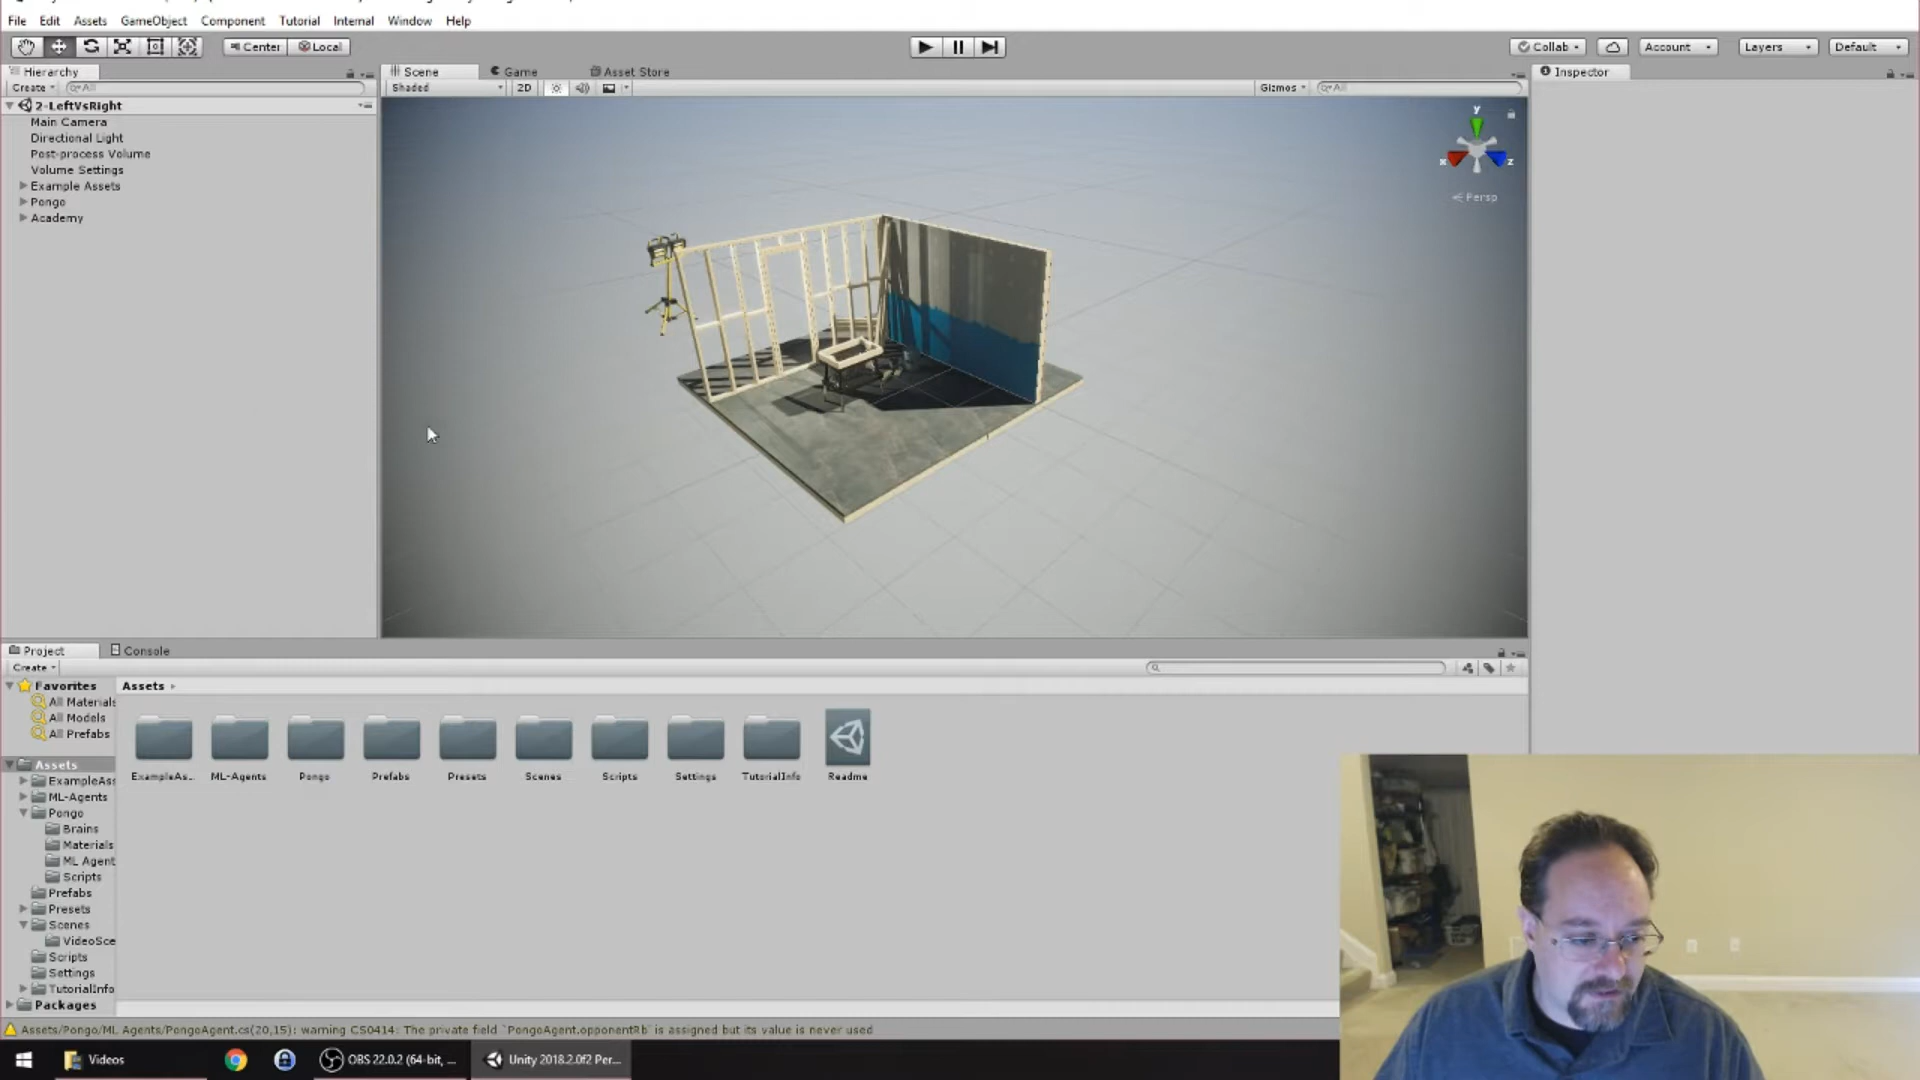 File Edit Assets GameObject Component Tutorial Internal Window Help
Center Local Collab Account Layers Default
Hierarchy
Create All
2-LeftVsRight
Main Camera
Directional Light
Post-process Volume
Volume Settings
Example Assets
Pongo
Academy
Scene Game Asset Store
Shaded 2D Gizmos All
y
x z
Persp
Inspector
Project Console
Create
Favorites
All Materials
All Models
All Prefabs
Assets
ExampleAss
ML-Agents
Pongo
Brains
Materials
ML Agent
Scripts
Prefabs
Presets
Scenes
VideoSce
Scripts
Settings
TutorialInfo
Packages
Assets
ExampleAs... ML-Agents Pongo Prefabs Presets Scenes Scripts Settings TutorialInfo Readme
Assets/Pongo/ML Agents/PongoAgent.cs(20,15): warning CS0414: The private field `PongoAgent.opponentRb' is assigned but its value is never used
Videos OBS 22.0.2 (64-bit, ... Unity 2018.2.0f2 Per...